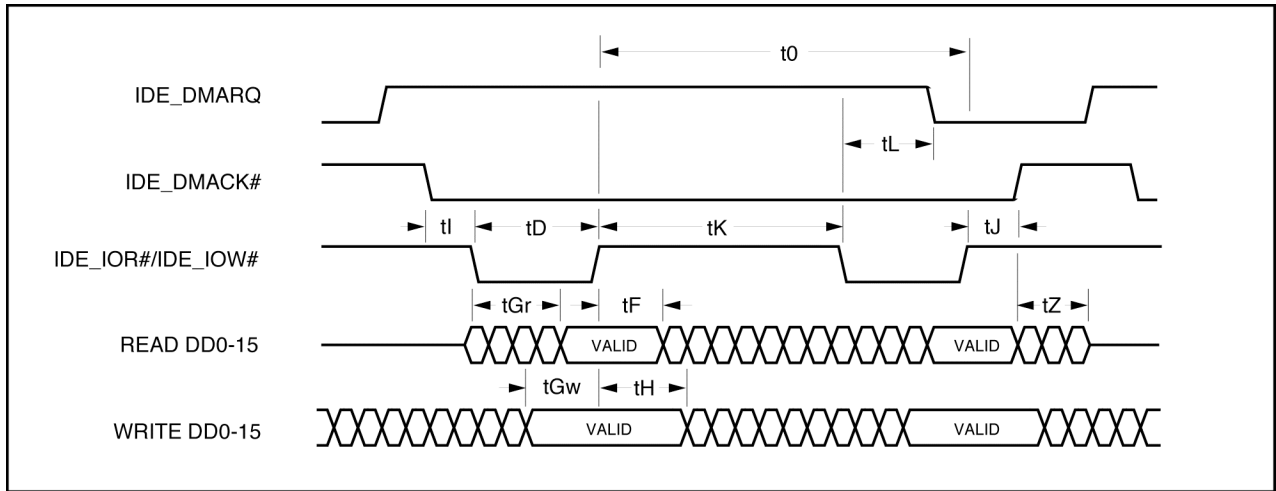 t0
IDE_DMARQ
tL
IDE_DMACK#
tI tD tK tJ
IDE_IOR#/IDE_IOW#
tGr tF tZ
READ DD0-15 VALID VALID
tGw tH
WRITE DD0-15 VALID VALID